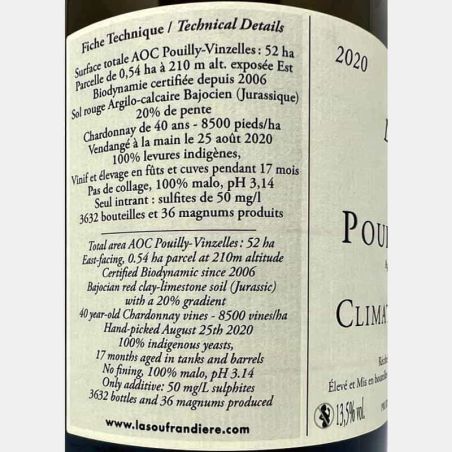 Fiche Technique / Technical Details
Surface totale AOC Pouilly-Vinzelles : 52 ha
Parcelle de 0,54 ha à 210 m alt. exposée Est
Biodynamie certifiée depuis 2006
Sol rouge Argilo-calcaire Bajocien (Jurassique)
20% de pente
Chardonnay de 40 ans - 8500 pieds/ha
Vendangé à la main le 25 août 2020
100% levures indigènes,
Vinif et élevage en fûts et cuves pendant 17 mois
Pas de collage, 100% malo, pH 3,14
Seul intrant : sulfites de 50 mg/l
3632 bouteilles et 36 magnums produits
Total area AOC Pouilly-Vinzelles : 52 ha
East-facing, 0.54 ha parcel at 210m altitude
Certified Biodynamic since 2006
Bajocian red clay-limestone soil (Jurassic)
with a 20% gradient
40 year-old Chardonnay vines - 8500 vines/ha
Hand-picked August 25th 2020
100% indigenous yeasts,
17 months aged in tanks and barrels
No fining, 100% malo, pH 3.14
Only additive: 50 mg/L sulphites
3632 bottles and 36 magnums produced
www.lasoufrandiere.com
2020
L
POUI
CLIMAT
Élevé et Mis en bouteille
13,5% vol.